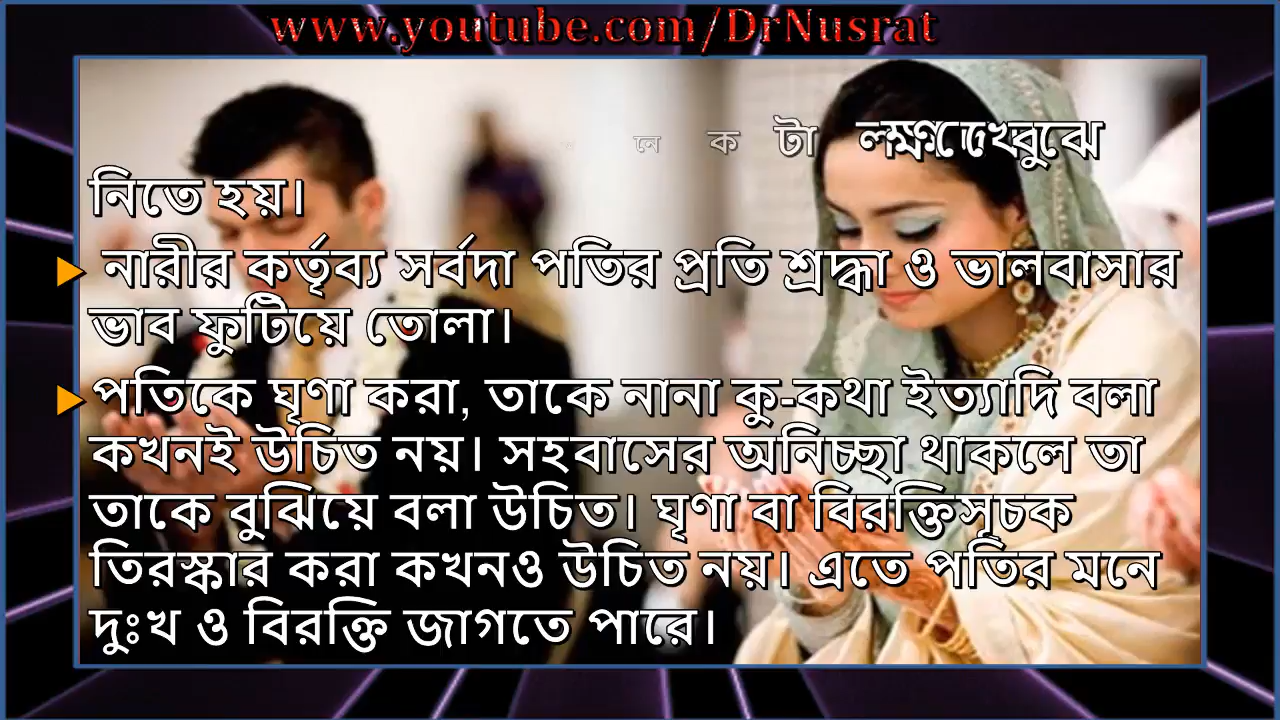 www.youtube.com/DrNusrat
নেকটা লক্ষণ দেখে বুঝে
নিতে হয়।
নারীর কর্তৃব্য সর্বদা পতির প্রতি শ্রদ্ধা ও ভালবাসার
ভাব ফুটিয়ে তোলা।
পতিকে ঘৃণা করা, তাকে নানা কু-কথা ইত্যাদি বলা
কখনই উচিত নয়। সহবাসের অনিচ্ছা থাকলে তা
তাকে বুঝিয়ে বলা উচিত। ঘৃণা বা বিরক্তিসূচক
তিরস্কার করা কখনও উচিত নয়। এতে পতির মনে
দুঃখ ও বিরক্তি জাগতে পারে।